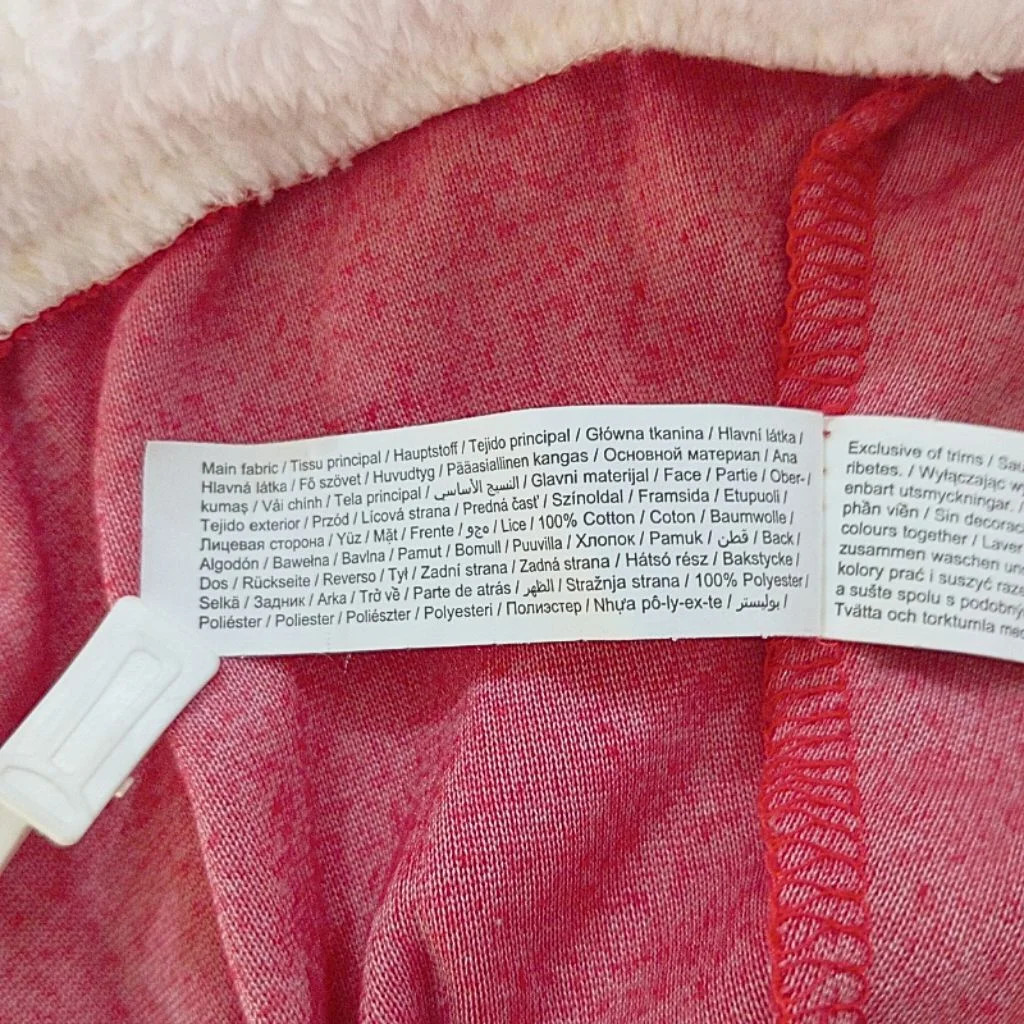 Main fabric / Tissu principal / Hauptstoff / Tejido principal / Główna tkanina / Hlavní látka /
Hlavná látka / Fő szövet / Huvudtyg / Pääasiallinen kangas / Основной материал / Ana
kumaş / Vải chính / Tela principal / النسيج الأساسي / Glavni materijal / Face / Partie / Ober- /
Tejido exterior / Przód / Lícová strana / Predná časť / Színoldal / Framsida / Etupuoli /
Лицевая сторона / Yüz / Mặt / Frente / وجه / Lice / 100% Cotton / Coton / Baumwolle /
Algodón / Bawełna / Bavlna / Pamut / Bomull / Puuvilla / Хлопок / Pamuk / قطن / Back /
Dos / Rückseite / Reverso / Tył / Zadní strana / Zadná strana / Hátsó rész / Bakstycke /
Selkä / Задник / Arka / Trở về / Parte de atrás / الظهر / Stražnja strana / 100% Polyester /
Poliéster / Poliester / Poliészter / Polyesteri / Полиэстер / Nhựa pô-ly-ex-te / بوليستر /
Exclusive of trims / Sau
ribetes. / Wyłączając
enbart utsmyckningar. /
phần viền / Sin decorac
colours together / Laver
zusammen waschen un
kolory prać i suszyć raze
a sušte spolu s podobný
Tvätta och torktumla me